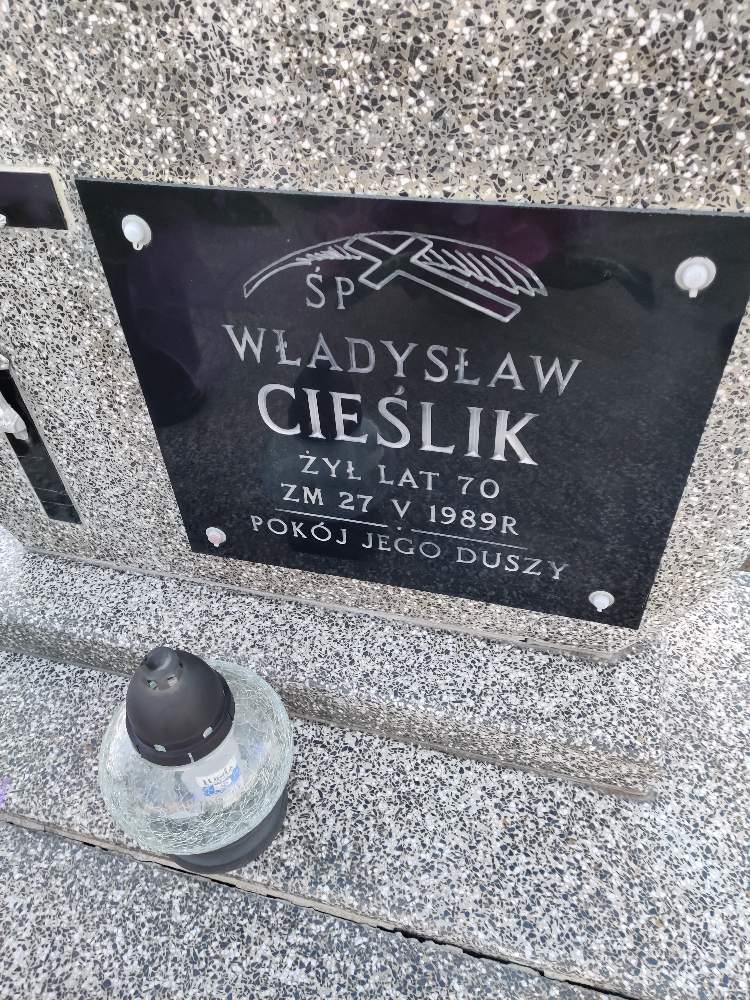 ŚP
WŁADYSŁAW
CIEŚLIK
ŻYŁ LAT 70
ZM 27 V 1989R
POKÓJ JEGO DUSZY